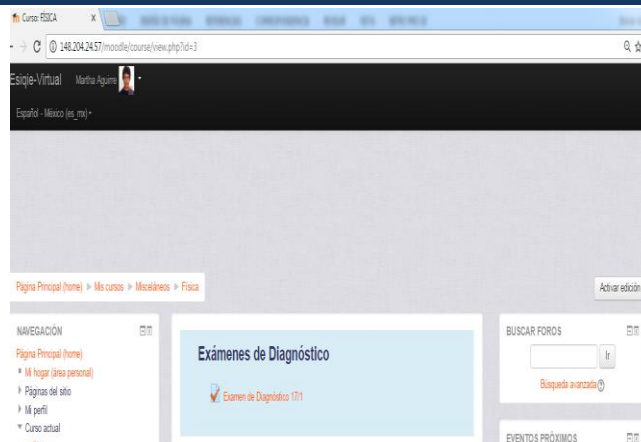 Curso: FÍSICA
148.204.24.57/moodle/course/view.php?id=3
Esiqie-Virtual Martha Aguirre
Español - México (es_mx)
Página Principal (home) Mis cursos Misceláneos Física
Activar edición
NAVEGACIÓN
Página Principal (home)
Mi hogar (área personal)
Páginas del sitio
Mi perfil
Curso actual
Exámenes de Diagnóstico
Examen de Diagnóstico 17/1
BUSCAR FOROS
Ir
Búsqueda avanzada
EVENTOS PRÓXIMOS